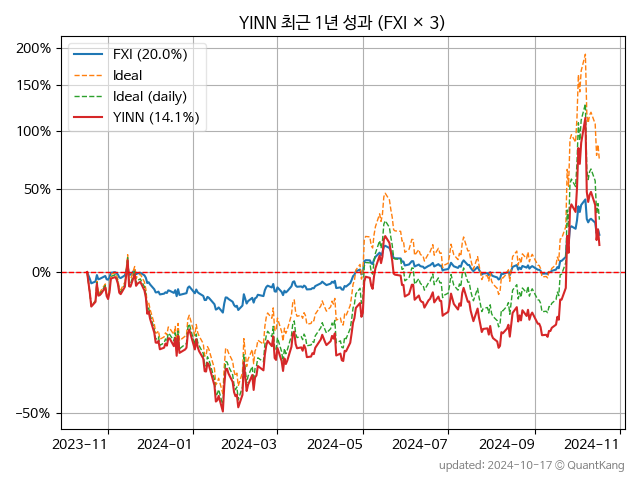 YINN 최근 1년 성과 (FXI × 3)
200%
150%
100%
50%
0%
−50%
FXI (20.0%)
Ideal
Ideal (daily)
YINN (14.1%)
2023-11
2024-01
2024-03
2024-05
2024-07
2024-09
2024-11
updated: 2024-10-17 © QuantKang